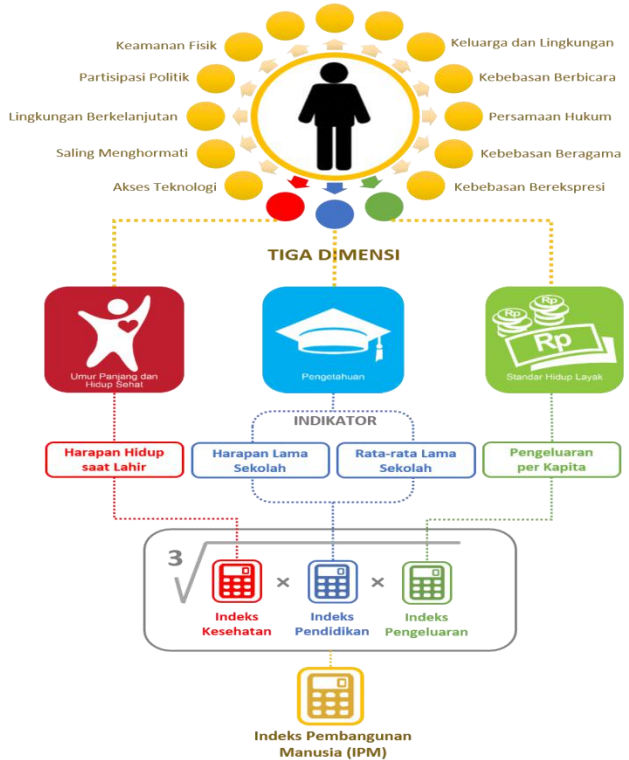 Keamanan Fisik
Keluarga dan Lingkungan
Partisipasi Politik
Kebebasan Berbicara
Lingkungan Berkelanjutan
Persamaan Hukum
Saling Menghormati
Kebebasan Beragama
Akses Teknologi
Kebebasan Berekspresi
TIGA DIMENSI
Umur Panjang dan
Hidup Sehat
Pengetahuan
Rp
Rp
Rp
Standar Hidup Layak
INDIKATOR
Harapan Hidup
saat Lahir
Harapan Lama
Sekolah
Rata-rata Lama
Sekolah
Pengeluaran
per Kapita
3
√
×
×
Indeks
Kesehatan
Indeks
Pendidikan
Indeks
Pengeluaran
Indeks Pembangunan
Manusia (IPM)